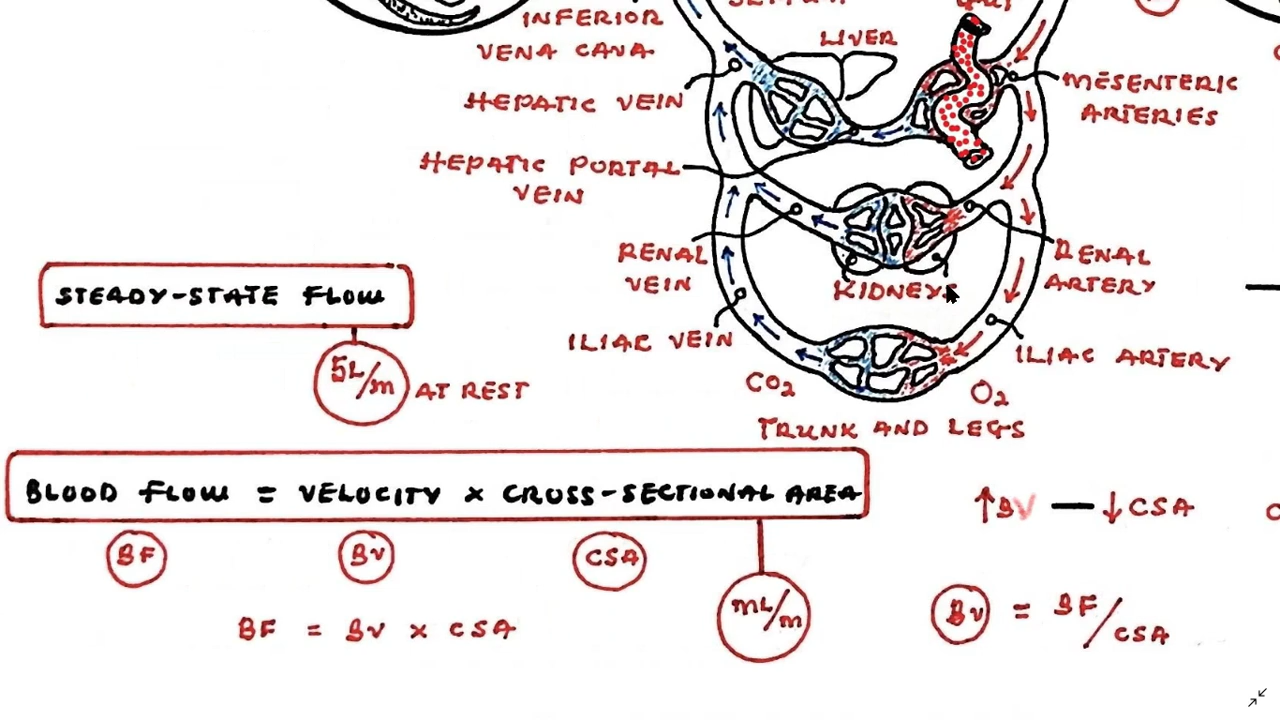 SEPTUM
INFERIOR
VENA CAVA
LIVER
MESENTERIC
ARTERIES
HEPATIC VEIN
HEPATIC PORTAL
VEIN
RENAL
VEIN
RENAL
ARTERY
KIDNEYS
STEADY-STATE FLOW
ILIAC VEIN
ILIAC ARTERY
5L/m AT REST
CO2
O2
TRUNK AND LEGS
BLOOD FLOW = VELOCITY × CROSS-SECTIONAL AREA
↑BV — ↓CSA
BF
BV
CSA
mL/m
BF = BV × CSA
BV = BF/CSA